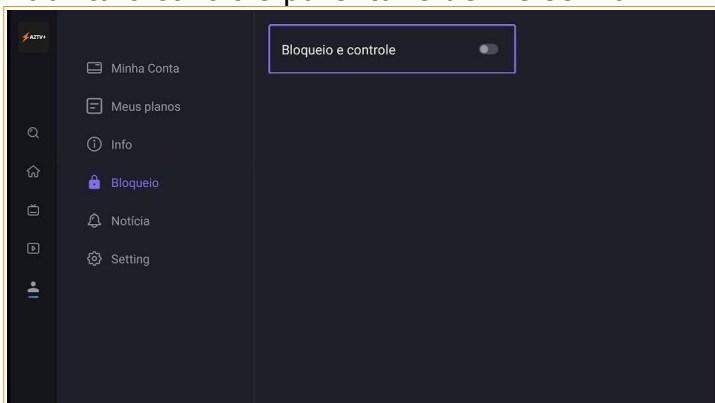 AZTV+
Bloqueio e controle
Minha Conta
Meus planos
Info
Bloqueio
Notícia
Setting